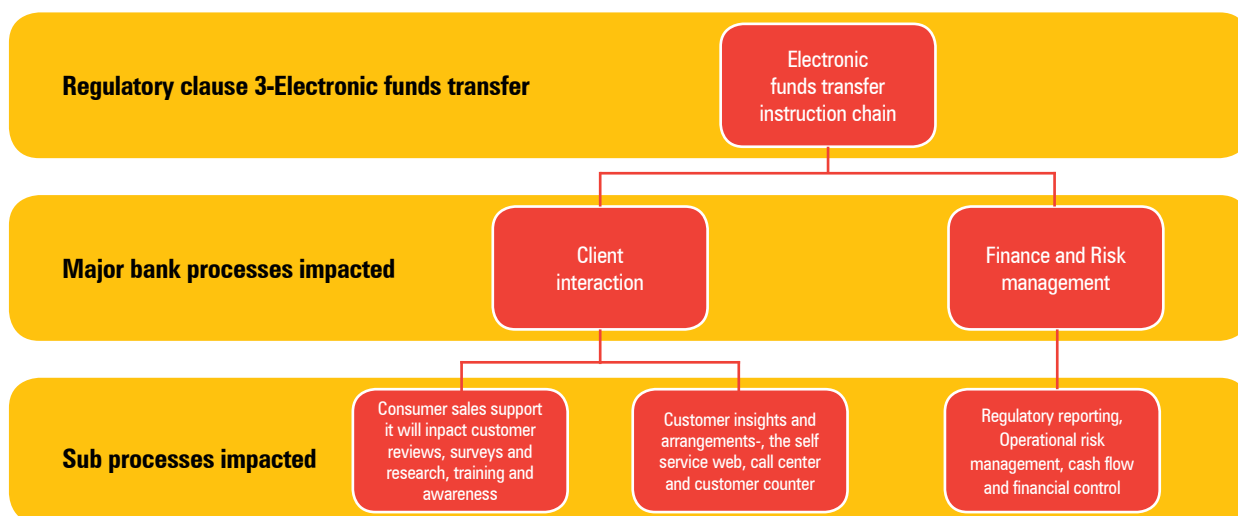 Regulatory clause 3-Electronic funds transfer
Electronic
funds transfer
instruction chain
Major bank processes impacted
Client
interaction
Finance and Risk
management
Sub processes impacted
Consumer sales support
it will inpact customer
reviews, surveys and
research, training and
awareness
Customer insights and
arrangements-, the self
service web, call center
and customer counter
Regulatory reporting,
Operational risk
management, cash flow
and financial control